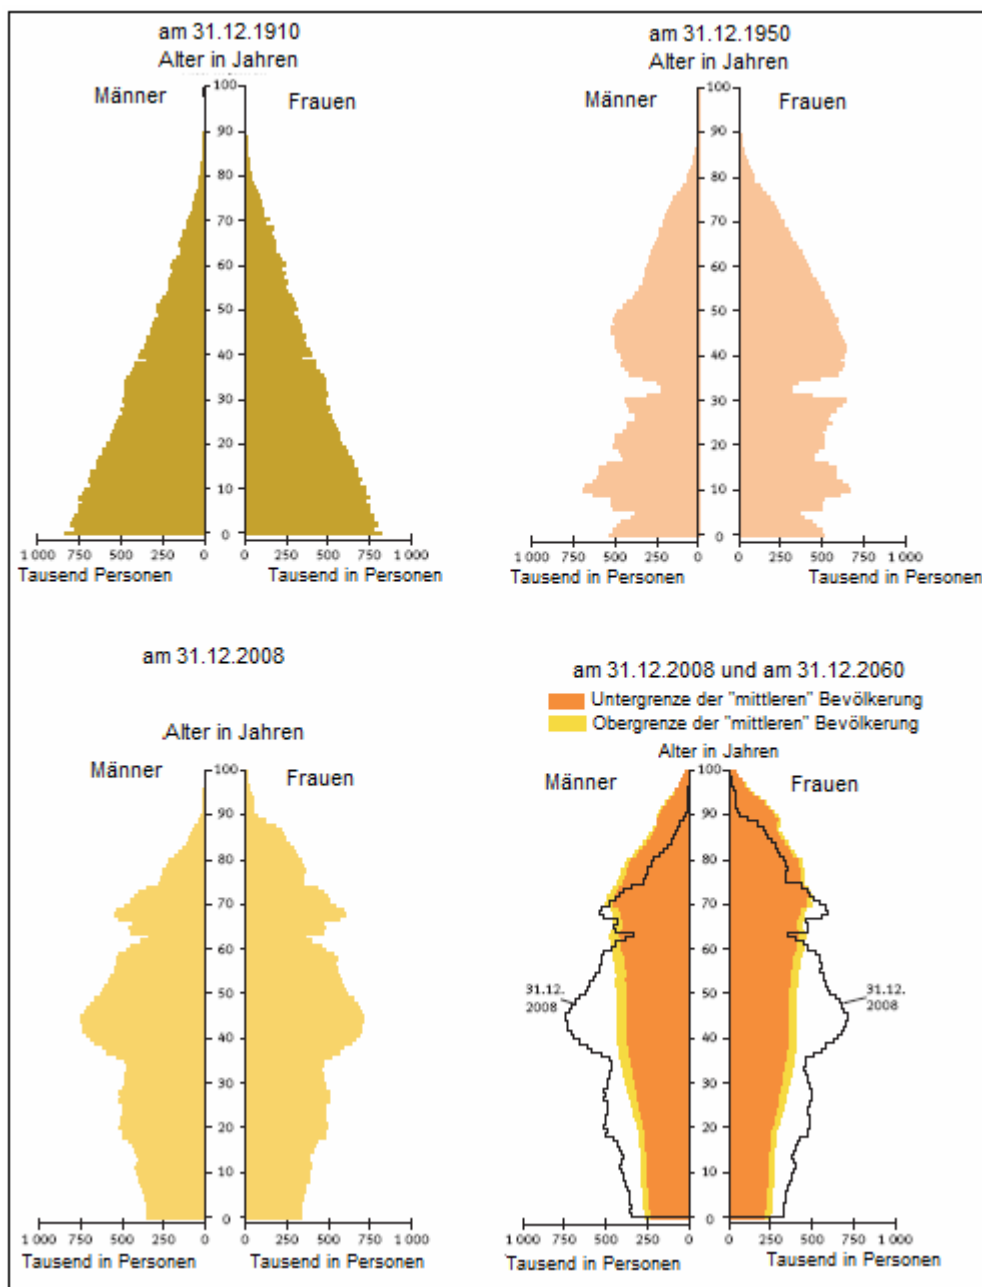 am 31.12.1910
Alter in Jahren
Männer
Frauen
100
90
80
70
60
50
40
30
20
10
0
1 000 750 500 250 0
0 250 500 750 1 000
Tausend Personen
Tausend in Personen
am 31.12.1950
Alter in Jahren
Männer
Frauen
100
90
80
70
60
50
40
30
20
10
0
1 000 750 500 250 0
0 250 500 750 1 000
Tausend in Personen
Tausend in Personen
am 31.12.2008
Alter in Jahren
Männer
Frauen
100
90
80
70
60
50
40
30
20
10
0
1 000 750 500 250 0
0 250 500 750 1 000
Tausend in Personen
Tausend in Personen
am 31.12.2008 und am 31.12.2060
Untergrenze der "mittleren" Bevölkerung
Obergrenze der "mittleren" Bevölkerung
Alter in Jahren
Männer
Frauen
100
90
80
70
60
50
40
30
20
10
0
31.12.
2008
31.12.
2008
1 000 750 500 250 0
0 250 500 750 1 000
Tausend in Personen
Tausend in Personen